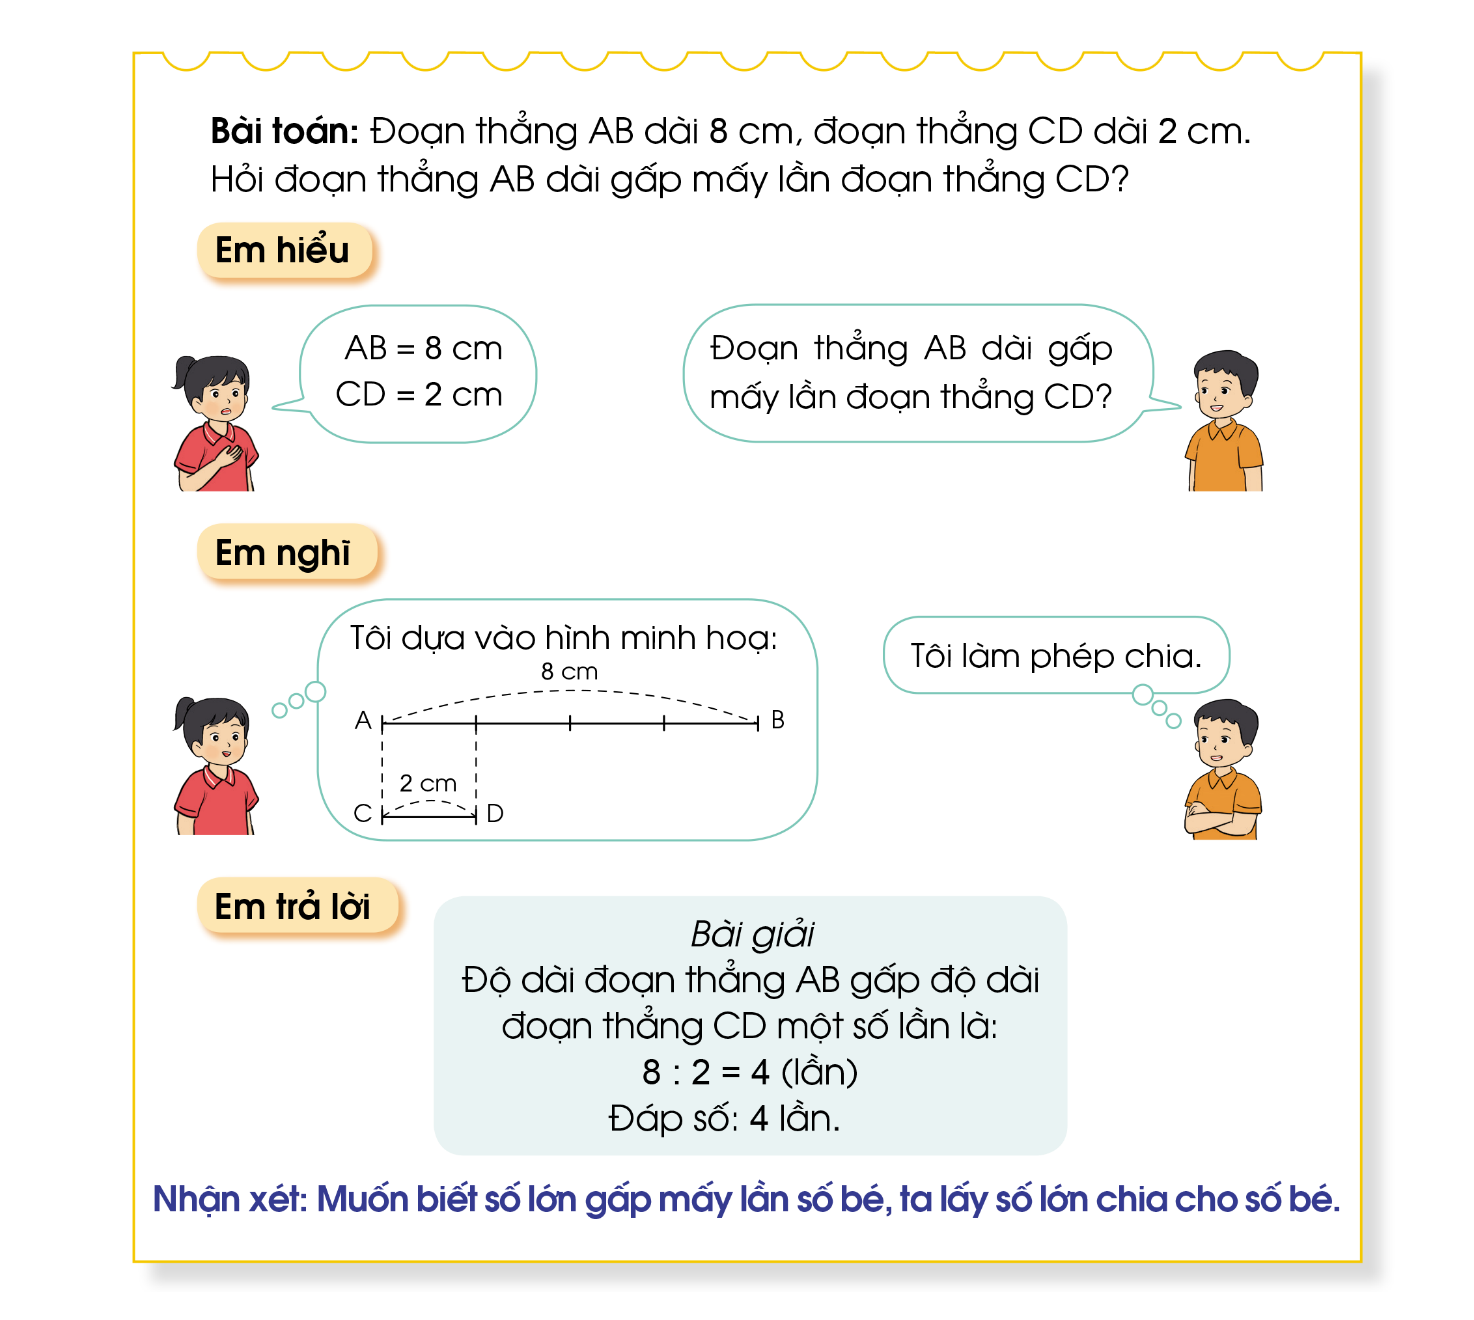 Bài toán: Đoạn thẳng AB dài 8 cm, đoạn thẳng CD dài 2 cm.
Hỏi đoạn thẳng AB dài gấp mấy lần đoạn thẳng CD?
Em hiểu
AB = 8 cm
CD = 2 cm
Đoạn thẳng AB dài gấp
mấy lần đoạn thẳng CD?
Em nghĩ
Tôi dựa vào hình minh hoạ:
8 cm
A B
2 cm
C D
Tôi làm phép chia.
Em trả lời
Bài giải
Độ dài đoạn thẳng AB gấp độ dài
đoạn thẳng CD một số lần là:
8 : 2 = 4 (lần)
Đáp số: 4 lần.
Nhận xét: Muốn biết số lớn gấp mấy lần số bé, ta lấy số lớn chia cho số bé.